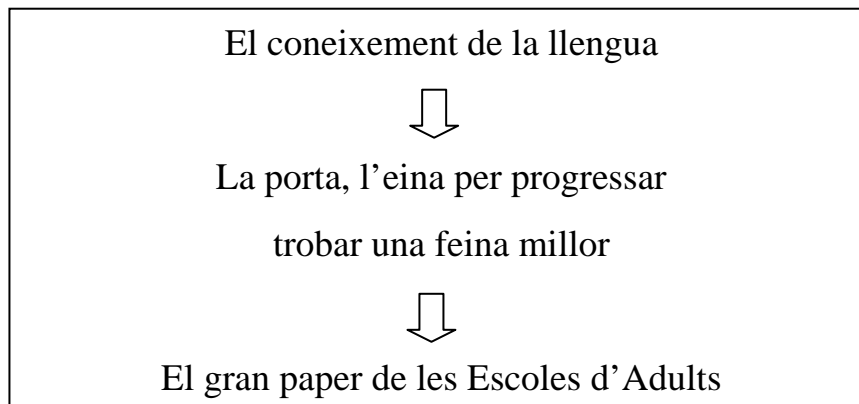 El coneixement de la llengua
La porta, l’eina per progressar
trobar una feina millor
El gran paper de les Escoles d’Adults